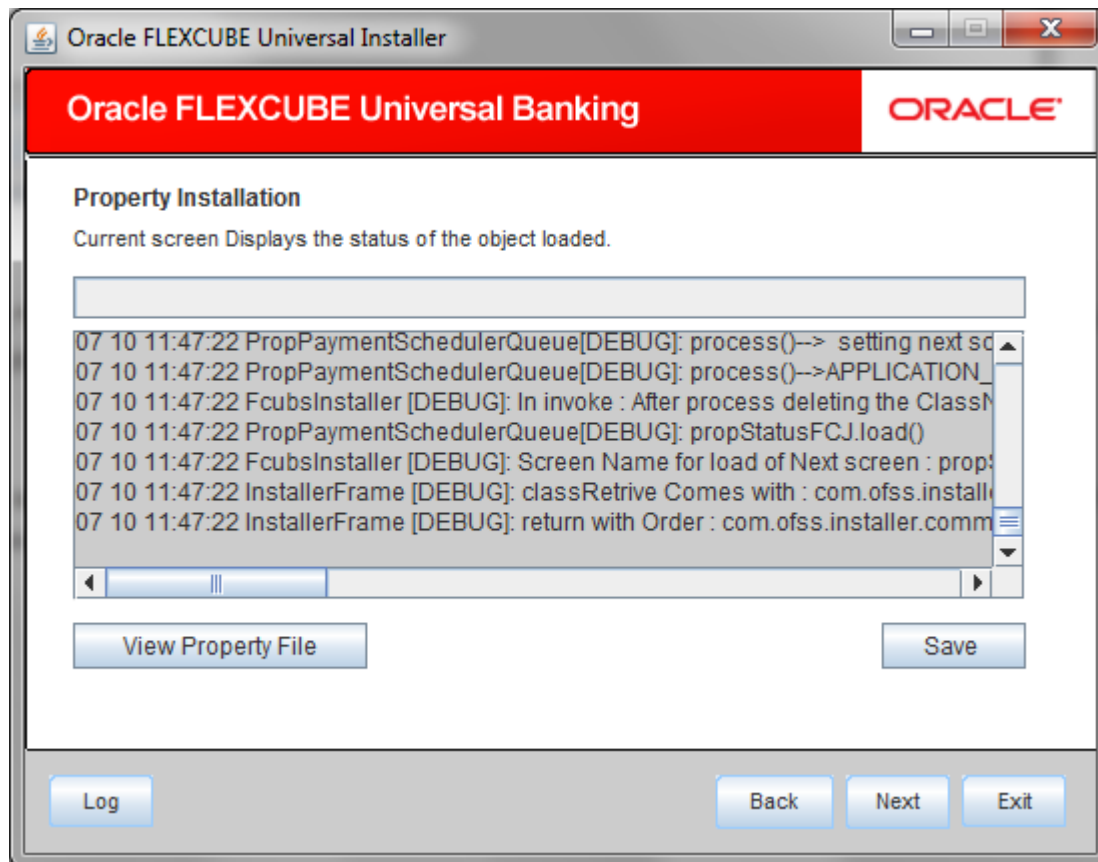 Oracle FLEXCUBE Universal Installer
Oracle FLEXCUBE Universal Banking
ORACLE
Property Installation
Current screen Displays the status of the object loaded.
07 10 11:47:22 PropPaymentSchedulerQueue[DEBUG]: process()--> setting next
07 10 11:47:22 PropPaymentSchedulerQueue[DEBUG]: process()-->APPLICATION_
07 10 11:47:22 FcubsInstaller [DEBUG]: In invoke : After process deleting the
07 10 11:47:22 PropPaymentSchedulerQueue[DEBUG]: propStatusFCJ.load()
07 10 11:47:22 FcubsInstaller [DEBUG]: Screen Name for load of Next screen :
07 10 11:47:22 InstallerFrame [DEBUG]: classRetrive Comes with : com.ofss.
07 10 11:47:22 InstallerFrame [DEBUG]: return with Order : com.ofss.installer.comm
View Property File
Save
Log
Back
Next
Exit